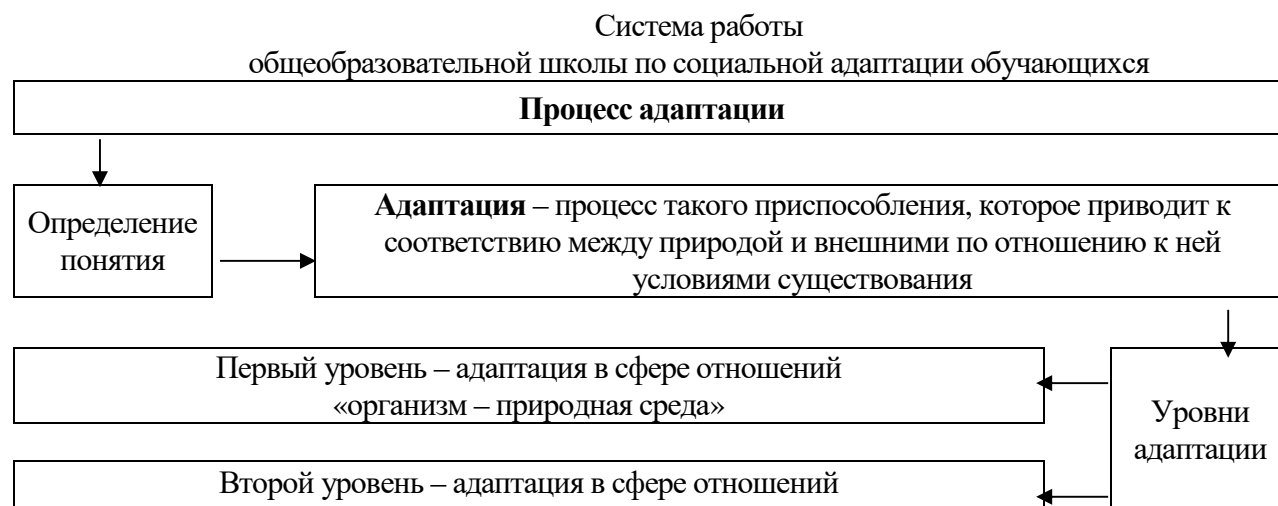 Система работы
общеобразовательной школы по социальной адаптации обучающихся
Процесс адаптации
Определение
понятия
Адаптация – процесс такого приспособления, которое приводит к
соответствию между природой и внешними по отношению к ней
условиями существования
Первый уровень – адаптация в сфере отношений
«организм – природная среда»
Уровни
адаптации
Второй уровень – адаптация в сфере отношений